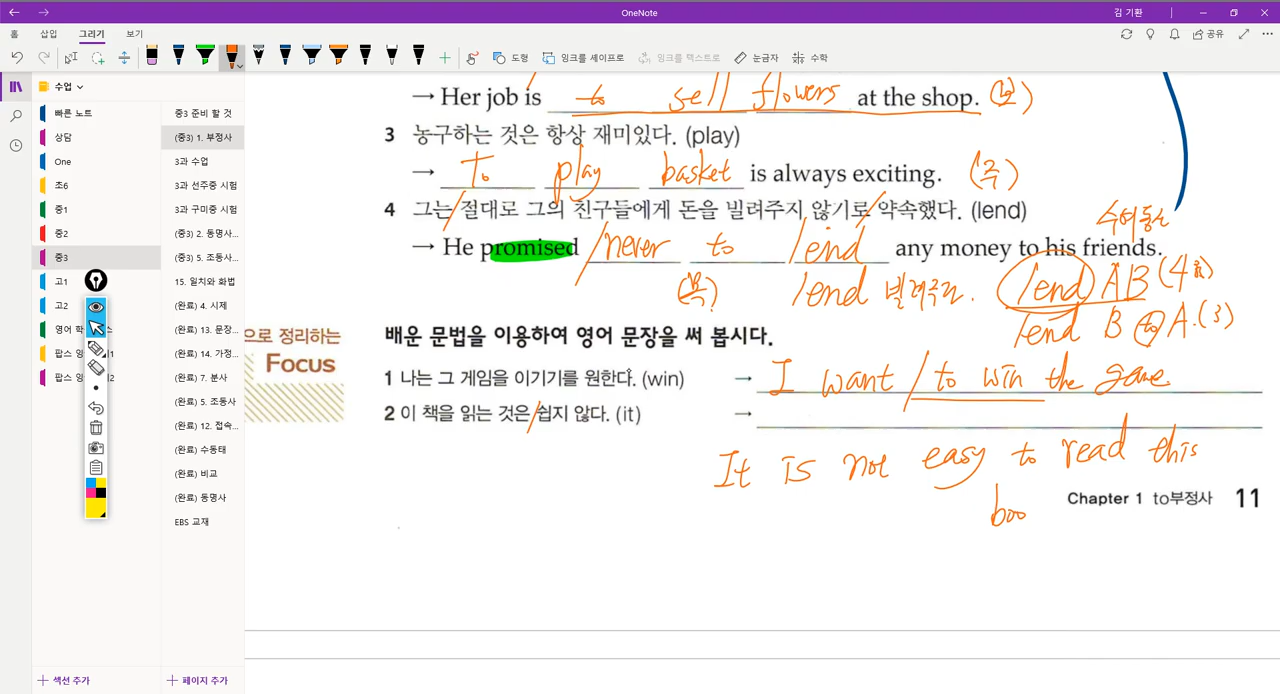 OneNote
김 기환
홈 삽입 그리기 보기
도형 잉크를 셰이프로 잉크를 텍스트로 눈금자 수학 공유
수업
빠른 노트
상담
One
초6
중1
중2
중3
고1
고2
영어 학
팝스 잉 1
팝스 잉 2
섹션 추가
중3 준비 할 것
(중3) 1. 부정사
3과 수업
3과 선주중 시험
3과 구미중 시험
(중3) 2. 동명사...
(중3) 5. 조동사...
15. 일치와 화법
(완료) 4. 시제
(완료) 13. 문장...
(완료) 14. 가정...
(완료) 7. 분사
(완료) 5. 조동사
(완료) 12. 접속...
(완료) 수동태
(완료) 비교
(완료) 동명사
EBS 교재
페이지 추가
→ Her job is to sell flowers at the shop. (보)
3 농구하는 것은 항상 재미있다. (play)
→ To play basket is always exciting. (주)
4 그는 절대로 그의 친구들에게 돈을 빌려주지 않기로 약속했다. (lend)
수여동사
→ He promised never to lend any money to his friends.
(목) lend 빌려주다. lend A B (4형)
lend B to A. (3)
으로 정리하는
Focus
배운 문법을 이용하여 영어 문장을 써 봅시다.
1 나는 그 게임을 이기기를 원한다. (win) → I want to win the game.
2 이 책을 읽는 것은 쉽지 않다. (it) →
It is not easy to read this
boo
Chapter 1 to부정사 11